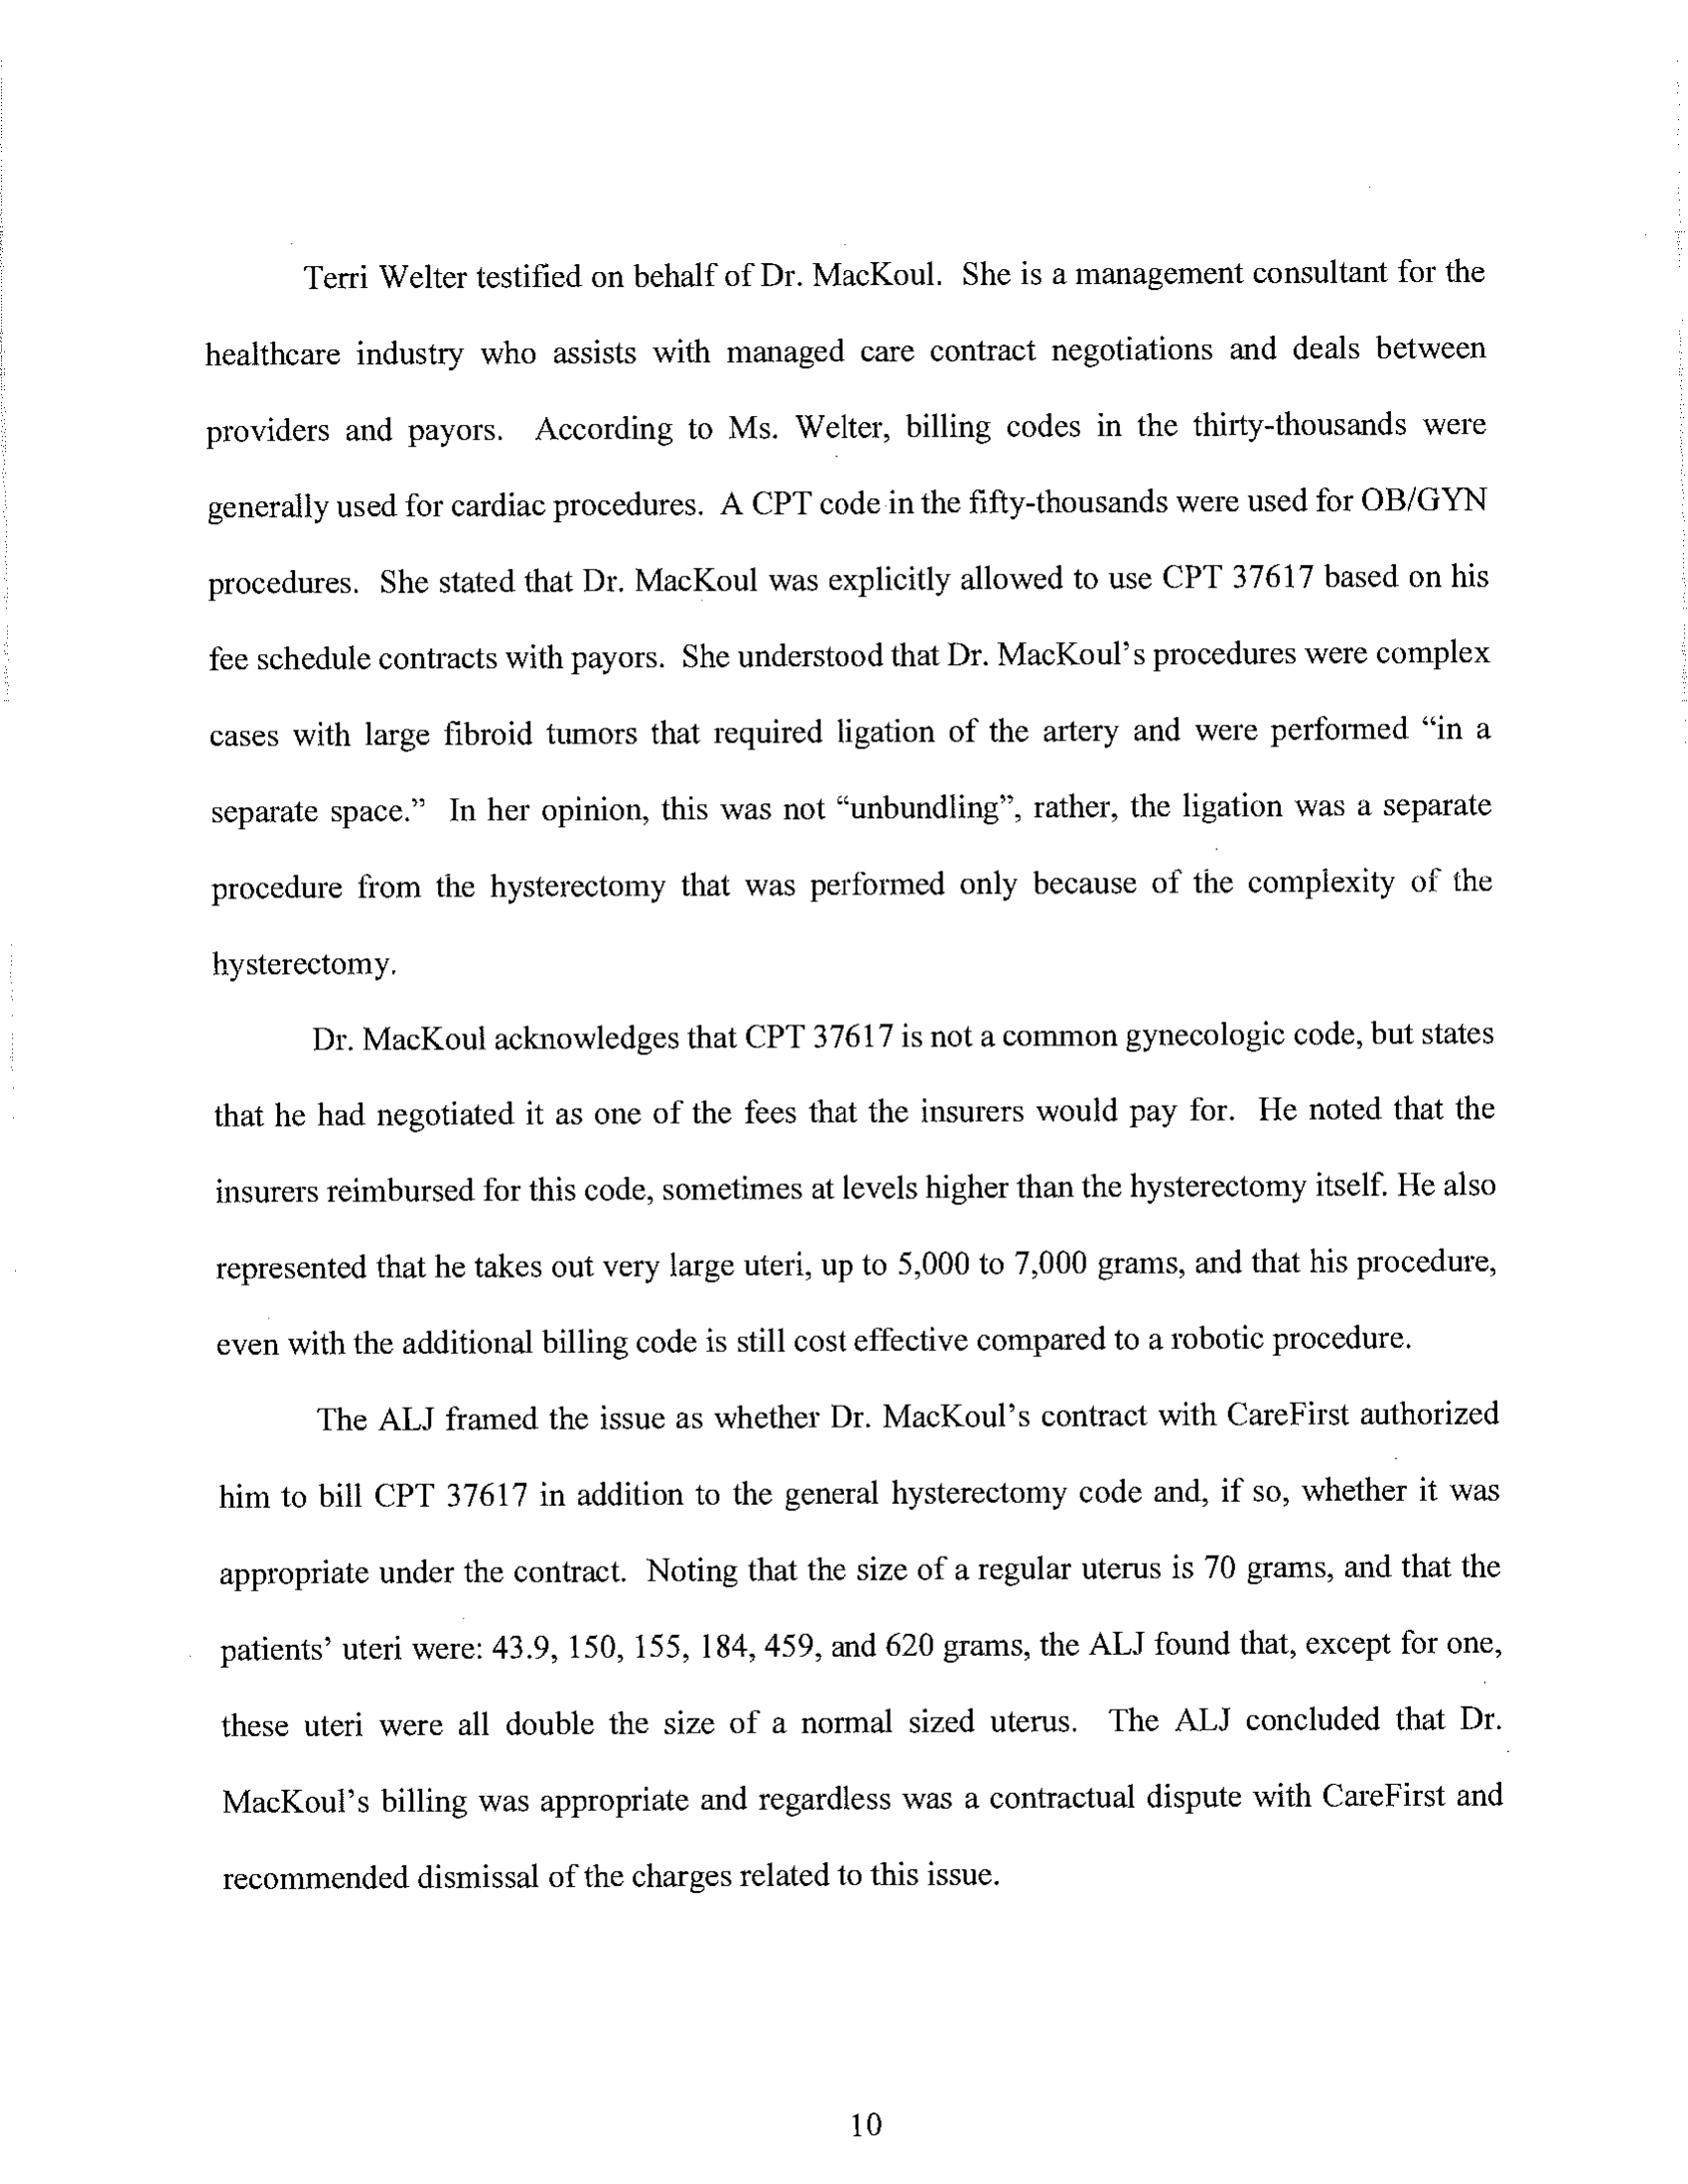 Terri Welter testified on behalf of Dr. MacKoul. She is a management consultant for the
healthcare industry who assists with managed care contract negotiations and deals between
providers and payors. According to Ms. Welter, billing codes in the thirty-thousands were
generally used for cardiac procedures. A CPT code in the fifty-thousands were used for OB/GYN
procedures. She stated that Dr. MacKoul was explicitly allowed to use CPT 37617 based on his
fee schedule contracts with payors. She understood that Dr. MacKoul's procedures were complex
cases with large fibroid tumors that required ligation of the artery and were performed “in a
separate space.” In her opinion, this was not “unbundling”, rather, the ligation was a separate
procedure from the hysterectomy that was performed only because of the complexity of the
hysterectomy.
Dr. MacKoul acknowledges that CPT 37617 is not a common gynecologic code, but states
that he had negotiated it as one of the fees that the insurers would pay for. He noted that the
insurers reimbursed for this code, sometimes at levels higher than the hysterectomy itself. He also
represented that he takes out very large uteri, up to 5,000 to 7,000 grams, and that his procedure,
even with the additional billing code is still cost effective compared to a robotic procedure.
The ALJ framed the issue as whether Dr. MacKoul's contract with CareFirst authorized
him to bill CPT 37617 in addition to the general hysterectomy code and, if so, whether it was
appropriate under the contract. Noting that the size of a regular uterus is 70 grams, and that the
patients' uteri were: 43.9, 150, 155, 184, 459, and 620 grams, the ALJ found that, except for one,
these uteri were all double the size of a normal sized uterus. The ALJ concluded that Dr.
MacKoul's billing was appropriate and regardless was a contractual dispute with CareFirst and
recommended dismissal of the charges related to this issue.
10